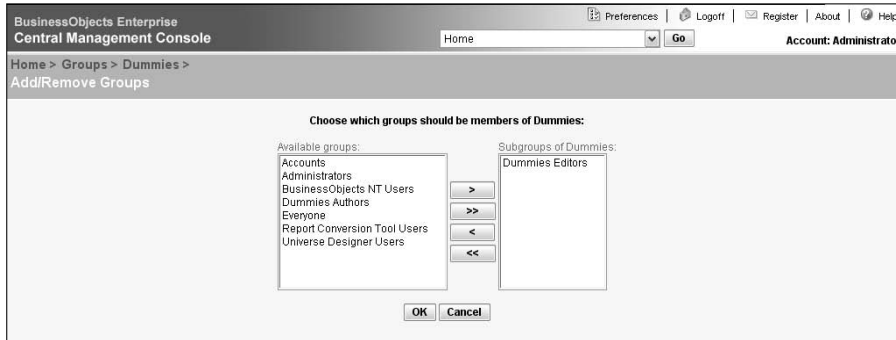 BusinessObjects Enterprise
Central Management Console
Preferences | Logoff | Register | About | Help
Home Go
Account: Administrato
Home > Groups > Dummies >
Add/Remove Groups
Choose which groups should be members of Dummies:
Available groups: Subgroups of Dummies:
Accounts
Administrators
BusinessObjects NT Users
Dummies Authors
Everyone
Report Conversion Tool Users
Universe Designer Users
>
>>
<
<<
Dummies Editors
OK Cancel